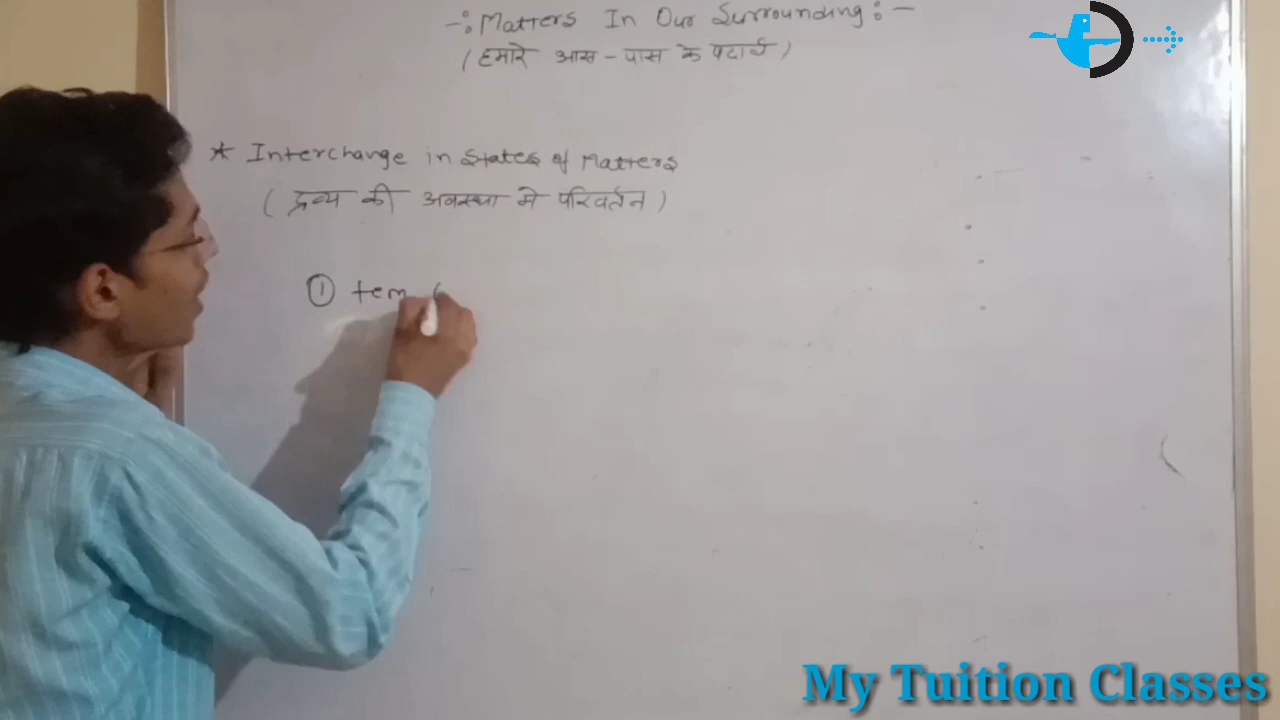 -:Matters In Our Surrounding:-
(हमारे आस-पास के पदार्थ)
* Interchange in States of Matters
(द्रव्य की अवस्था मे परिवर्तन)
① tem
My Tuition Classes